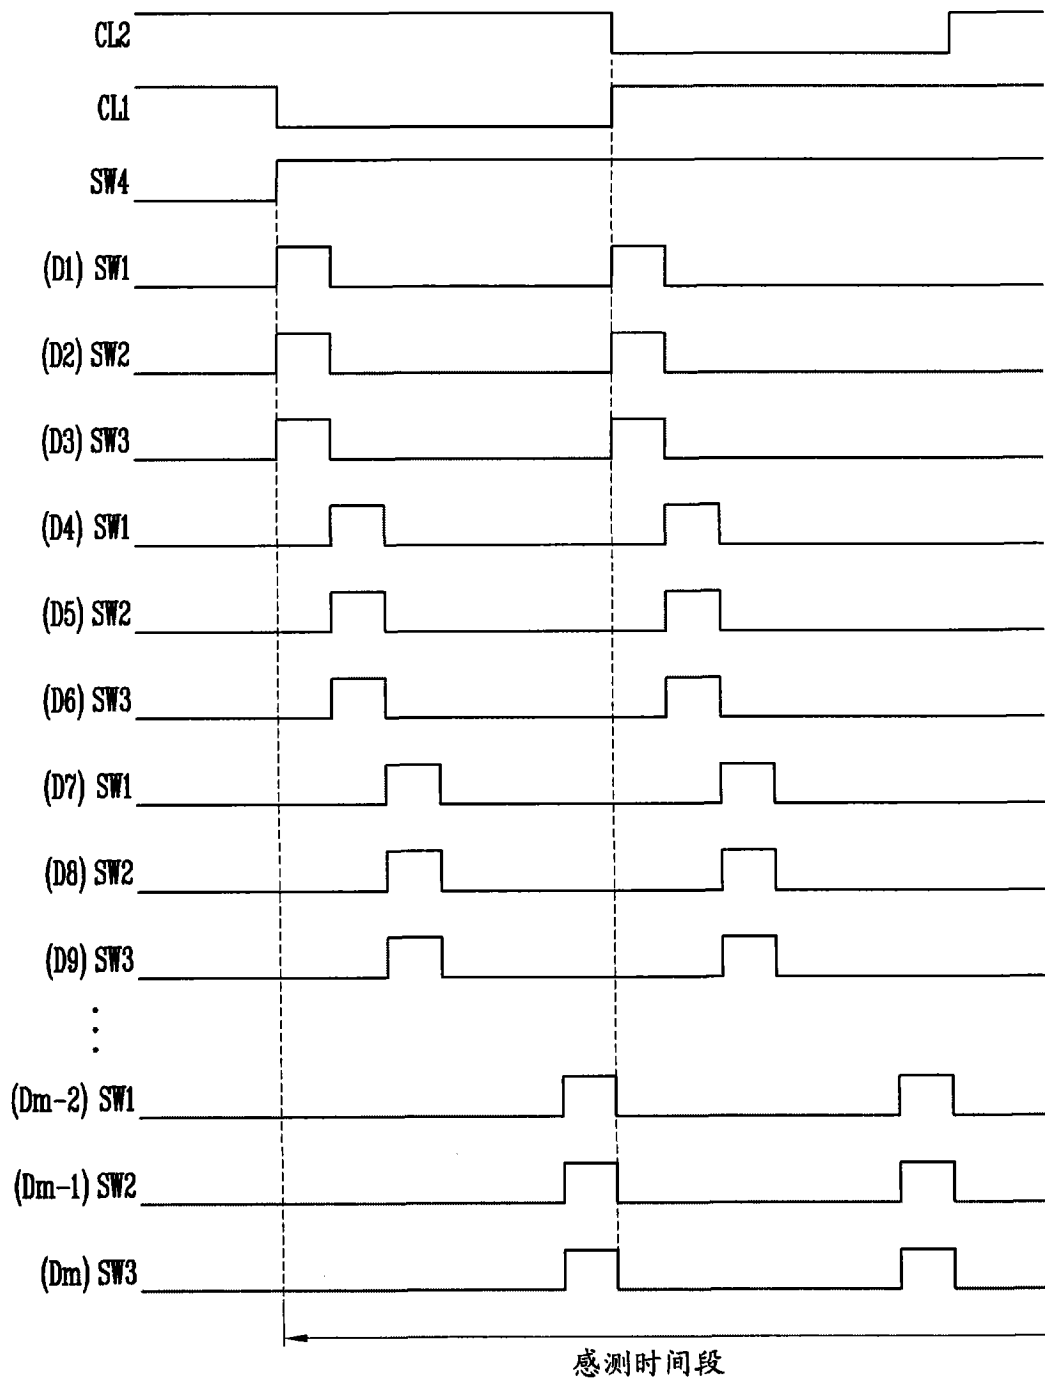 CL2
CL1
SW4
(D1) SW1
(D2) SW2
(D3) SW3
(D4) SW1
(D5) SW2
(D6) SW3
(D7) SW1
(D8) SW2
(D9) SW3
(Dm-2) SW1
(Dm-1) SW2
(Dm) SW3
感测时间段